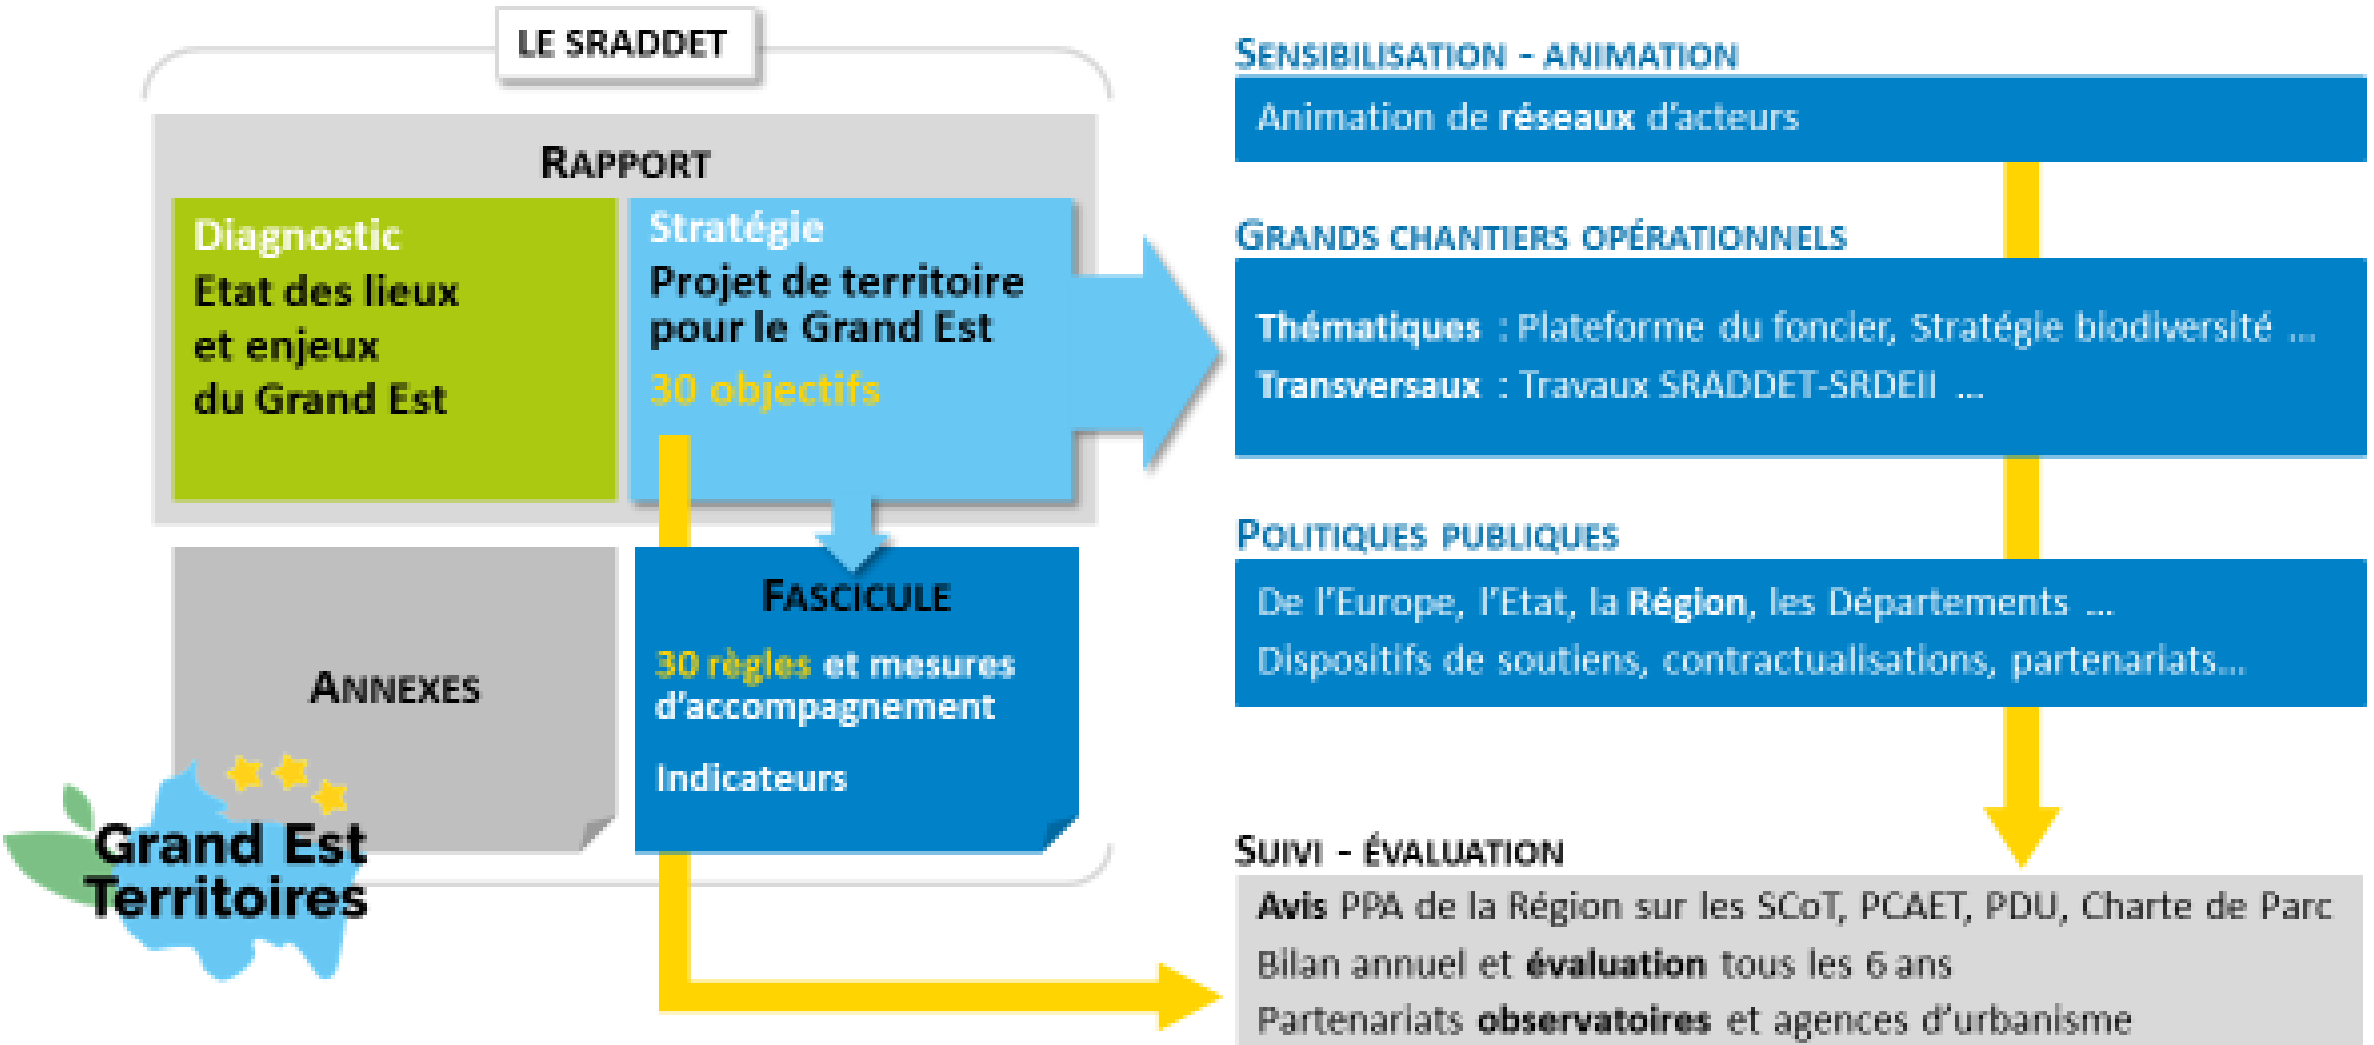 LE SRADDET
RAPPORT
Diagnostic
Etat des lieux
et enjeux
du Grand Est
Stratégie
Projet de territoire
pour le Grand Est
30 objectifs
ANNEXES
FASCICULE
30 règles et mesures
d'accompagnement
Indicateurs
Grand Est
Territoires
SENSIBILISATION - ANIMATION
Animation de réseaux d'acteurs
GRANDS CHANTIERS OPÉRATIONNELS
Thématiques : Plateforme du foncier, Stratégie biodiversité ...
Transversaux : Travaux SRADDET-SRDEII ...
POLITIQUES PUBLIQUES
De l'Europe, l'Etat, la Région, les Départements ...
Dispositifs de soutiens, contractualisations, partenariats...
SUIVI - ÉVALUATION
Avis PPA de la Région sur les SCoT, PCAET, PDU, Charte de Parc
Bilan annuel et évaluation tous les 6 ans
Partenariats observatoires et agences d'urbanisme